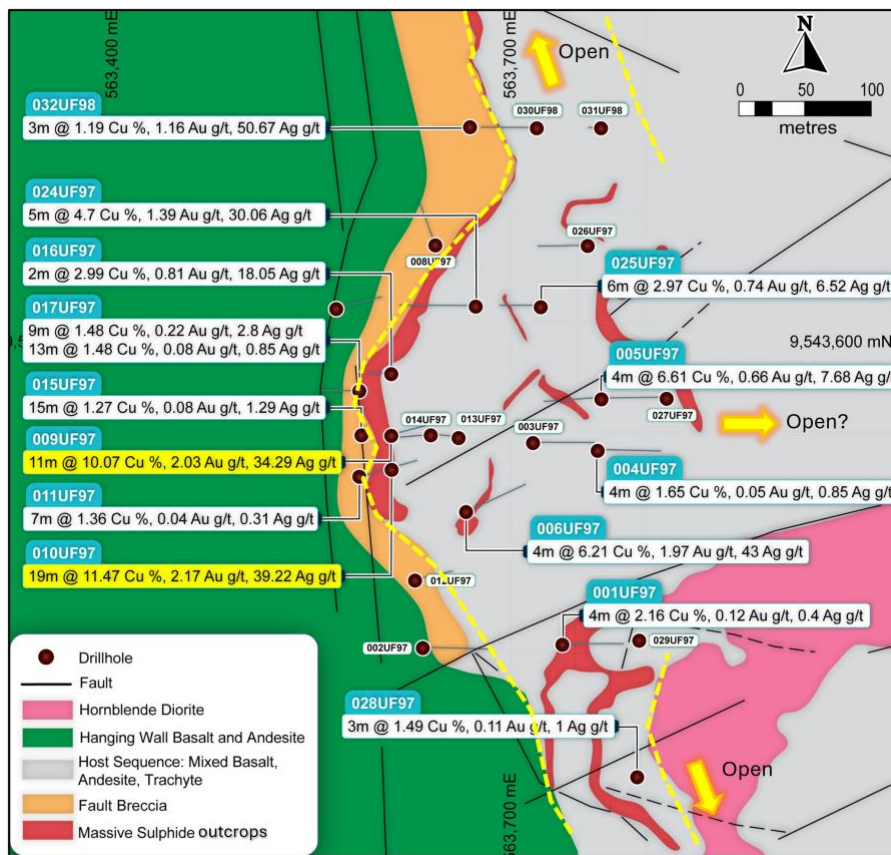 563,400 mE
563,700 mE
Open
N
0 50 100
metres
032UF98
3m @ 1.19 Cu %, 1.16 Au g/t, 50.67 Ag g/t
030UF98
031UF98
024UF97
5m @ 4.7 Cu %, 1.39 Au g/t, 30.06 Ag g/t
008UF97
026UF97
016UF97
2m @ 2.99 Cu %, 0.81 Au g/t, 18.05 Ag g/t
025UF97
6m @ 2.97 Cu %, 0.74 Au g/t, 6.52 Ag g/t
017UF97
9m @ 1.48 Cu %, 0.22 Au g/t, 2.8 Ag g/t
13m @ 1.48 Cu %, 0.08 Au g/t, 0.85 Ag g/t
9,543,600 mN
005UF97
4m @ 6.61 Cu %, 0.66 Au g/t, 7.68 Ag g/t
015UF97
15m @ 1.27 Cu %, 0.08 Au g/t, 1.29 Ag g/t
014UF97
013UF97
003UF97
027UF97
Open?
009UF97
11m @ 10.07 Cu %, 2.03 Au g/t, 34.29 Ag g/t
004UF97
4m @ 1.65 Cu %, 0.05 Au g/t, 0.85 Ag g/t
011UF97
7m @ 1.36 Cu %, 0.04 Au g/t, 0.31 Ag g/t
006UF97
4m @ 6.21 Cu %, 1.97 Au g/t, 43 Ag g/t
010UF97
19m @ 11.47 Cu %, 2.17 Au g/t, 39.22 Ag g/t
012UF97
001UF97
4m @ 2.16 Cu %, 0.12 Au g/t, 0.4 Ag g/t
002UF97
029UF97
028UF97
3m @ 1.49 Cu %, 0.11 Au g/t, 1 Ag g/t
Open
563,700 mE
Drillhole
Fault
Hornblende Diorite
Hanging Wall Basalt and Andesite
Host Sequence: Mixed Basalt,
Andesite, Trachyte
Fault Breccia
Massive Sulphide outcrops